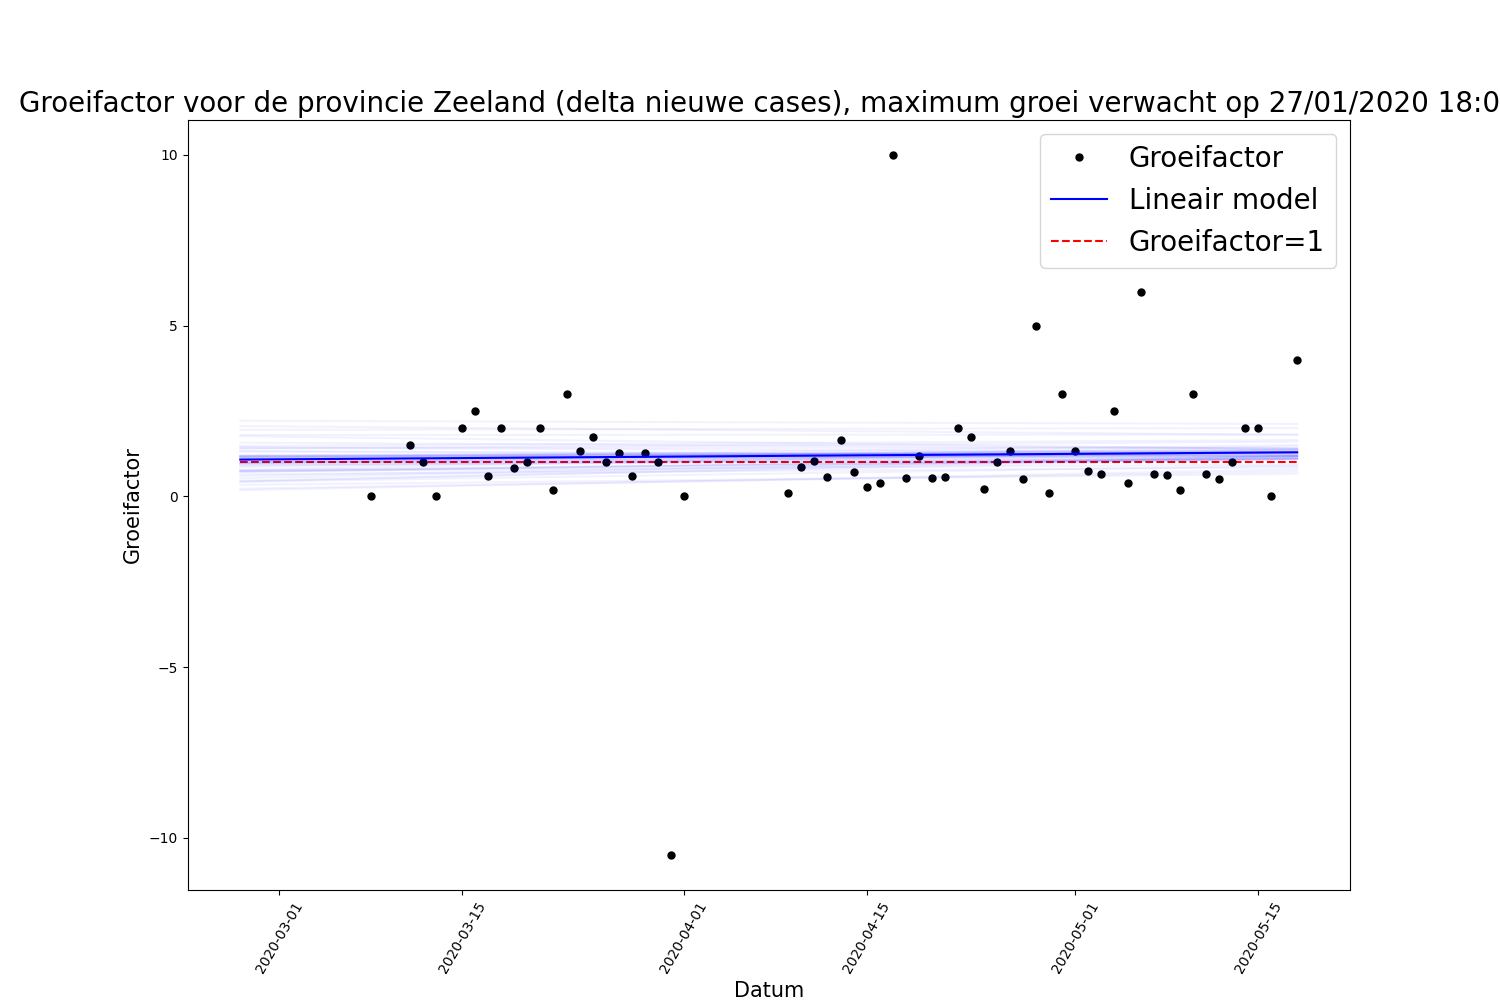 Groeifactor voor de provincie Zeeland (delta nieuwe cases), maximum groei verwacht op 27/01/2020 18:0
Groeifactor
Lineair model
Groeifactor=1
10
5
0
−5
−10
Groeifactor
2020-03-01
2020-03-15
2020-04-01
2020-04-15
2020-05-01
2020-05-15
Datum